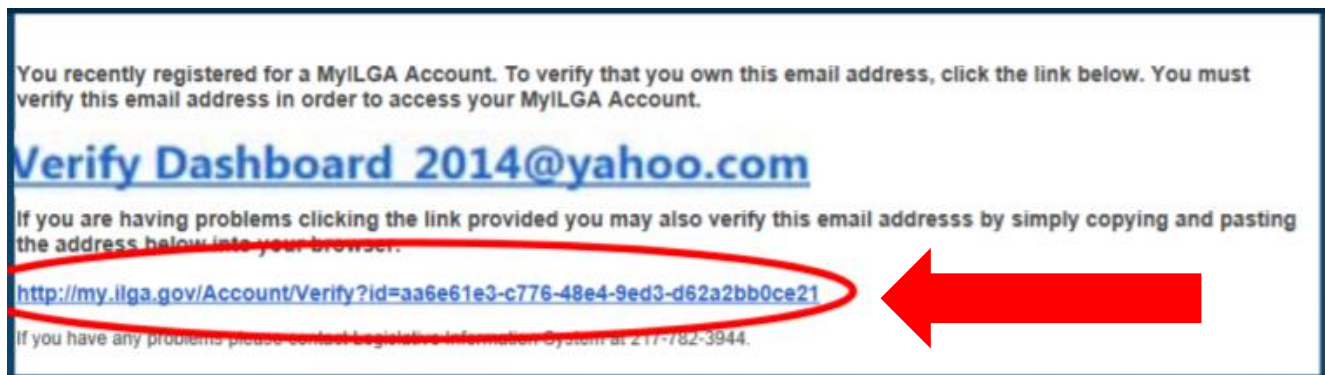 You recently registered for a MyILGA Account. To verify that you own this email address, click the link below. You must
verify this email address in order to access your MyILGA Account.
Verify Dashboard_2014@yahoo.com
If you are having problems clicking the link provided you may also verify this email addresss by simply copying and pasting
the address below into your browser.
http://my.ilga.gov/Account/Verify?id=aa6e61e3-c776-48e4-9ed3-d62a2bb0ce21
If you have any problems please contact Legislative Information System at 217-782-3944.